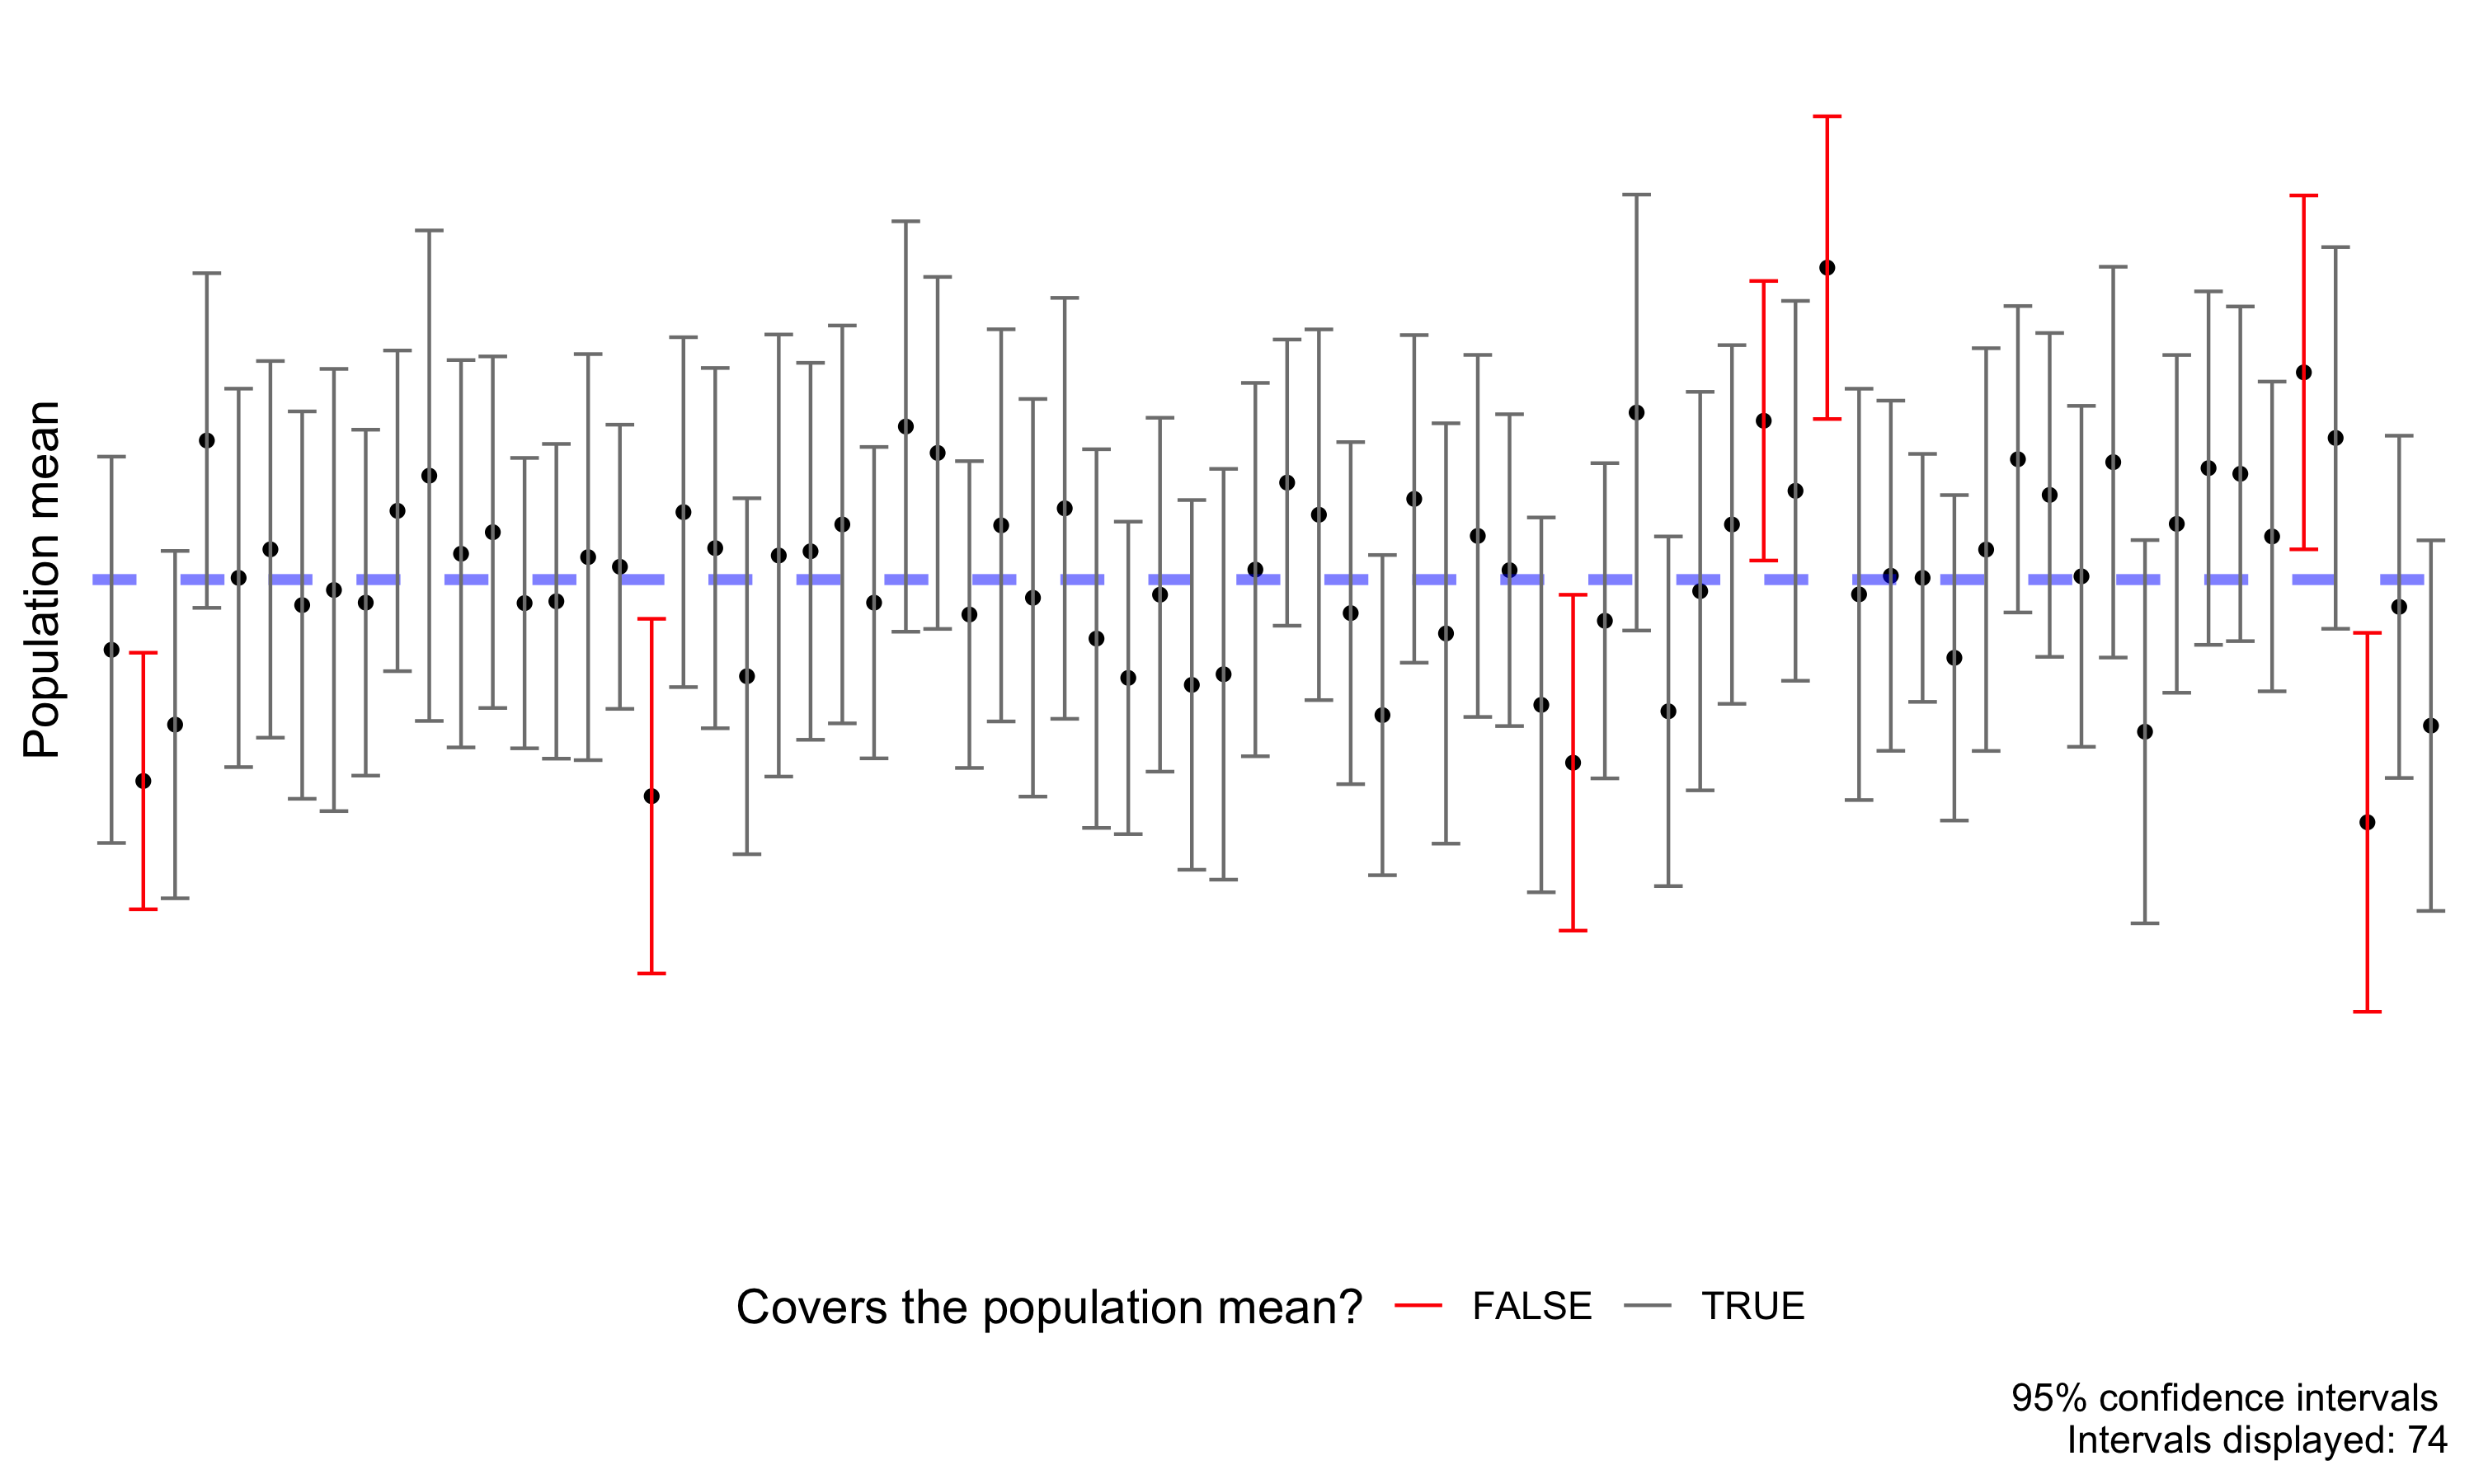 Population mean
Covers the population mean? FALSE TRUE
95% confidence intervals
Intervals displayed: 74